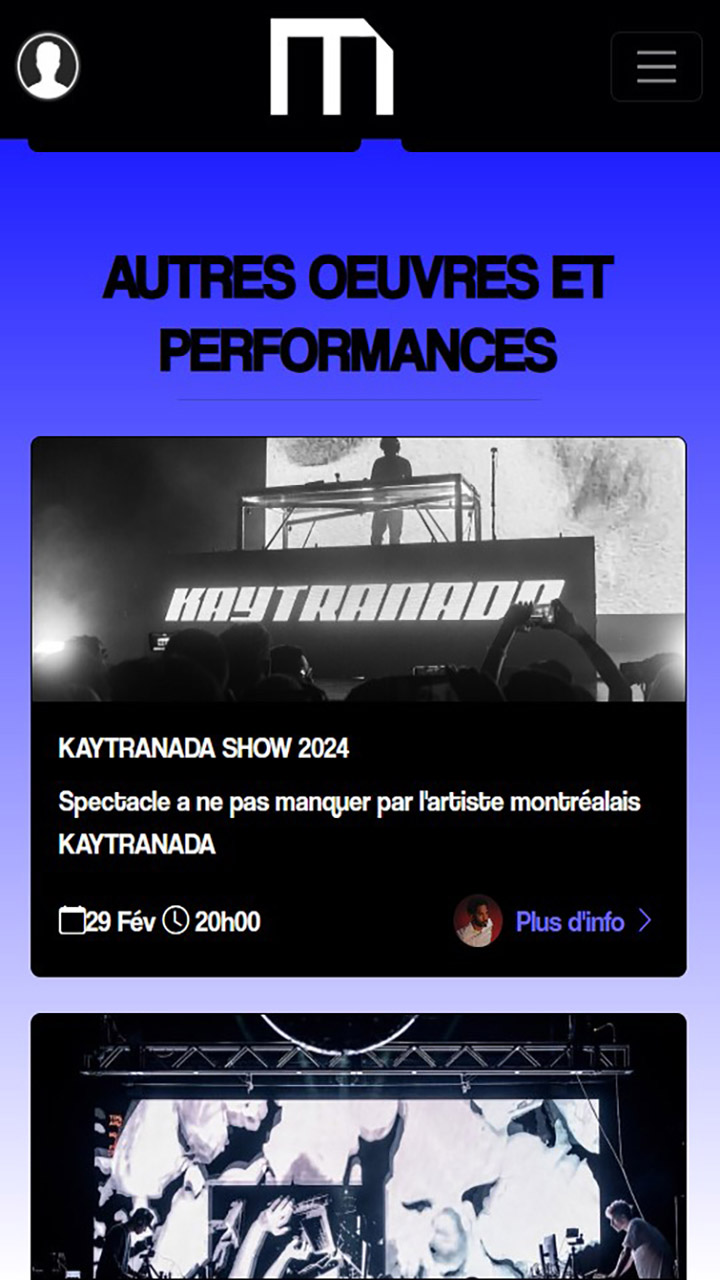 AUTRES OEUVRES ET
PERFORMANCES
KAYTRANADA
KAYTRANADA SHOW 2024
Spectacle a ne pas manquer par l'artiste montréalais
KAYTRANADA
29 Fév 20h00 Plus d'info